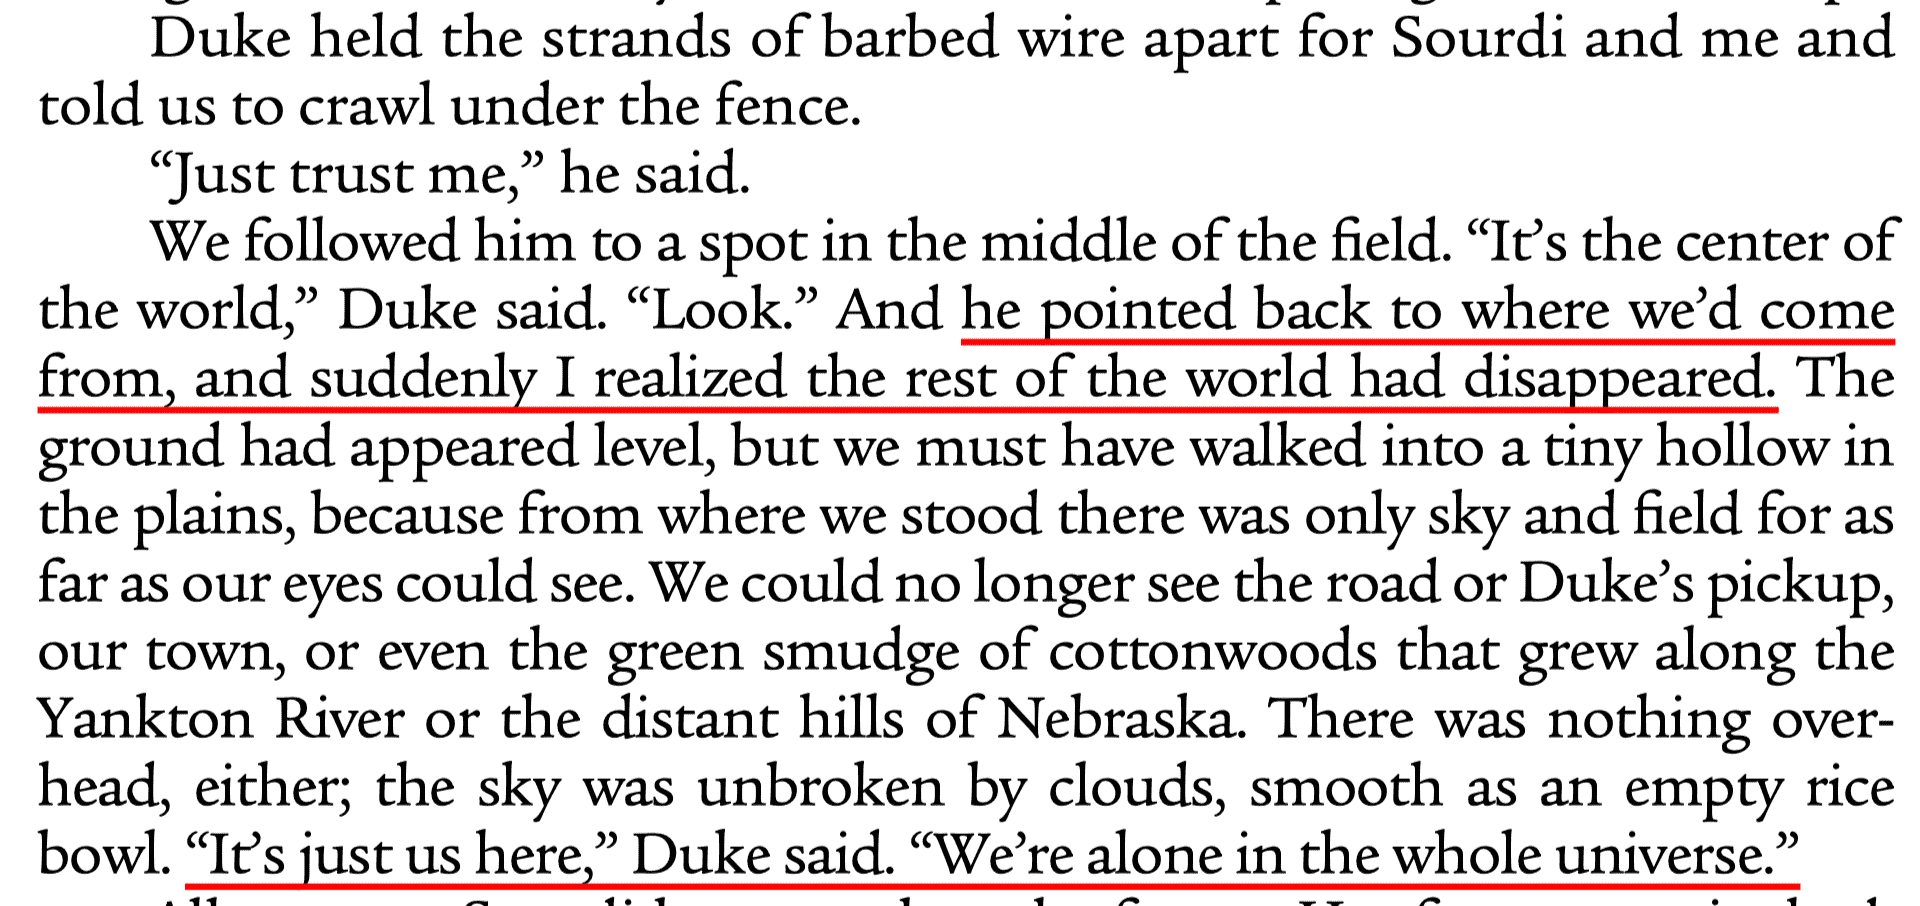 Duke held the strands of barbed wire apart for Sourdi and me and
told us to crawl under the fence.
“Just trust me,” he said.
We followed him to a spot in the middle of the field. “It’s the center of
the world,” Duke said. “Look.” And he pointed back to where we’d come
from, and suddenly I realized the rest of the world had disappeared. The
ground had appeared level, but we must have walked into a tiny hollow in
the plains, because from where we stood there was only sky and field for as
far as our eyes could see. We could no longer see the road or Duke’s pickup,
our town, or even the green smudge of cottonwoods that grew along the
Yankton River or the distant hills of Nebraska. There was nothing over-
head, either; the sky was unbroken by clouds, smooth as an empty rice
bowl. “It’s just us here,” Duke said. “We’re alone in the whole universe.”